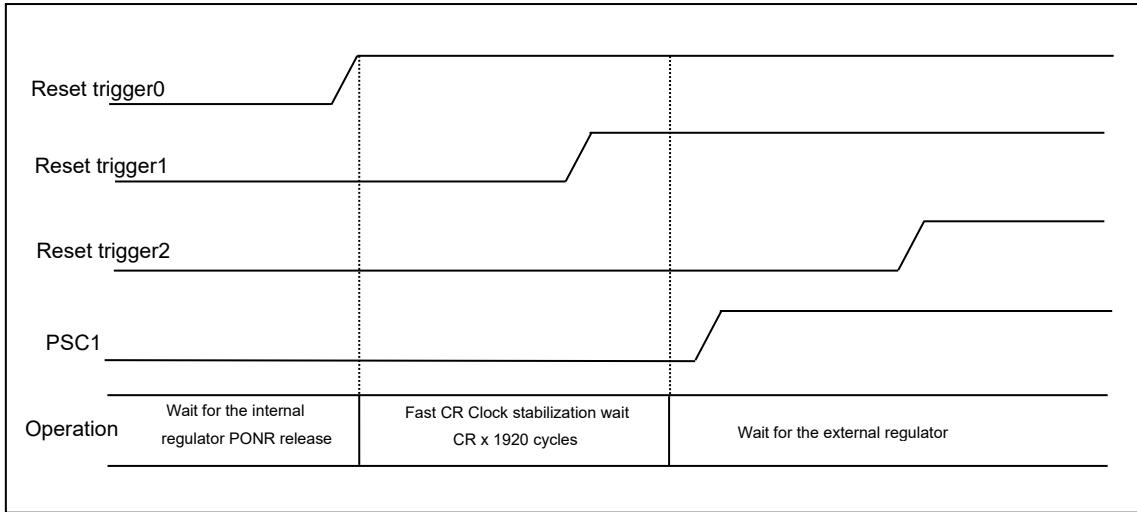 Reset trigger0
Reset trigger1
Reset trigger2
PSC1
Operation
Wait for the internal
regulator PONR release
Fast CR Clock stabilization wait
CR x 1920 cycles
Wait for the external regulator